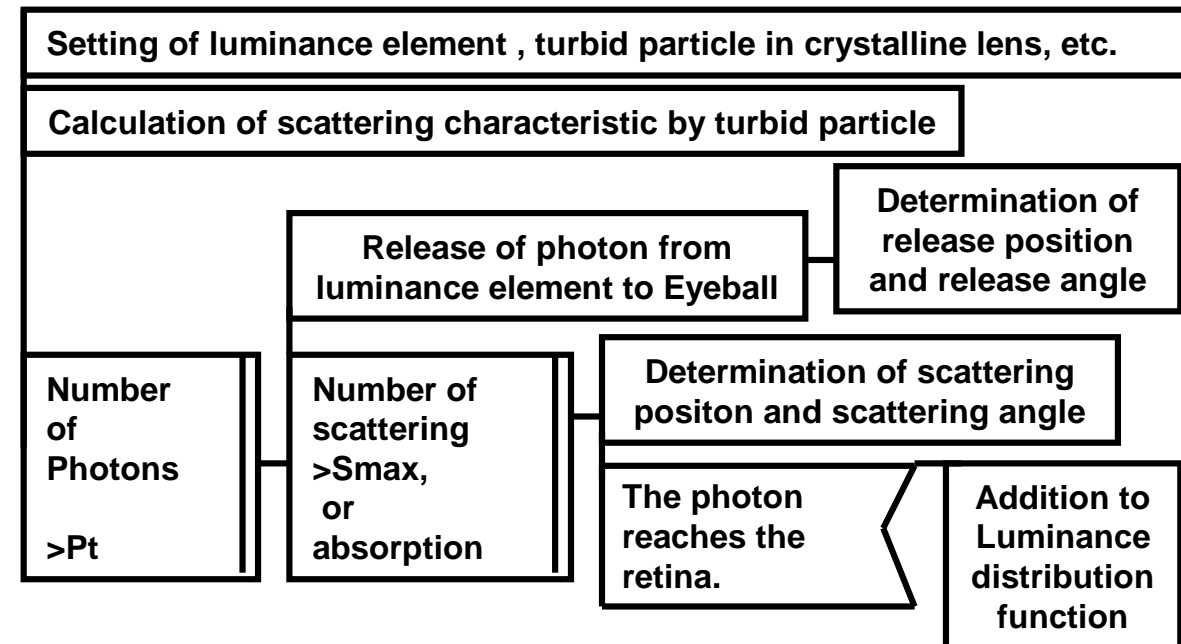 Setting of luminance element , turbid particle in crystalline lens, etc.
Calculation of scattering characteristic by turbid particle
Determination of
release position
and release angle
Release of photon from
luminance element to Eyeball
Number
of
Photons
>Pt
Number of
scattering
>Smax,
or
absorption
Determination of scattering
positon and scattering angle
The photon
reaches the
retina.
Addition to
Luminance
distribution
function